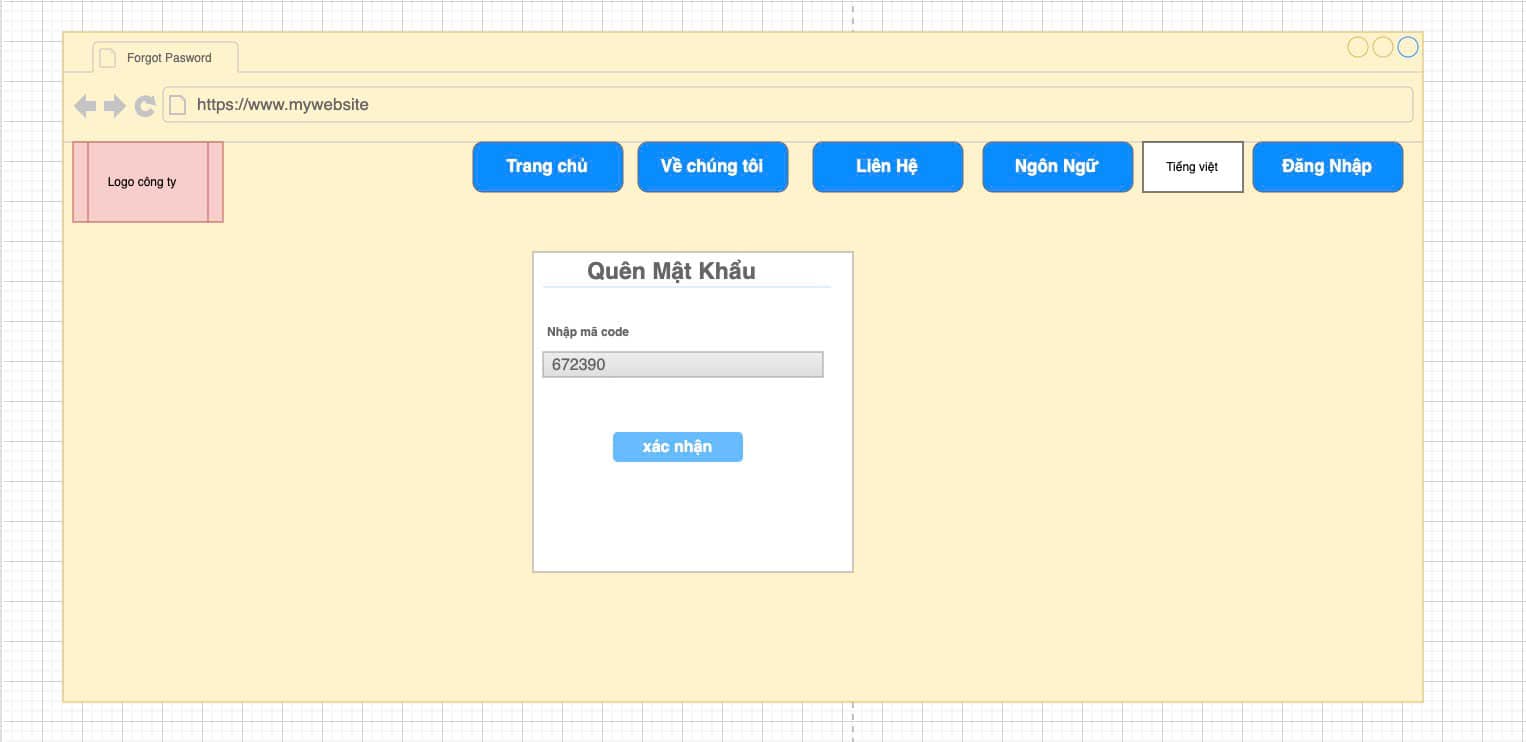 Forgot Pasword
https://www.mywebsite
Logo công ty
Trang chủ
Về chúng tôi
Liên Hệ
Ngôn Ngữ
Tiếng việt
Đăng Nhập
Quên Mật Khẩu
Nhập mã code
672390
xác nhận